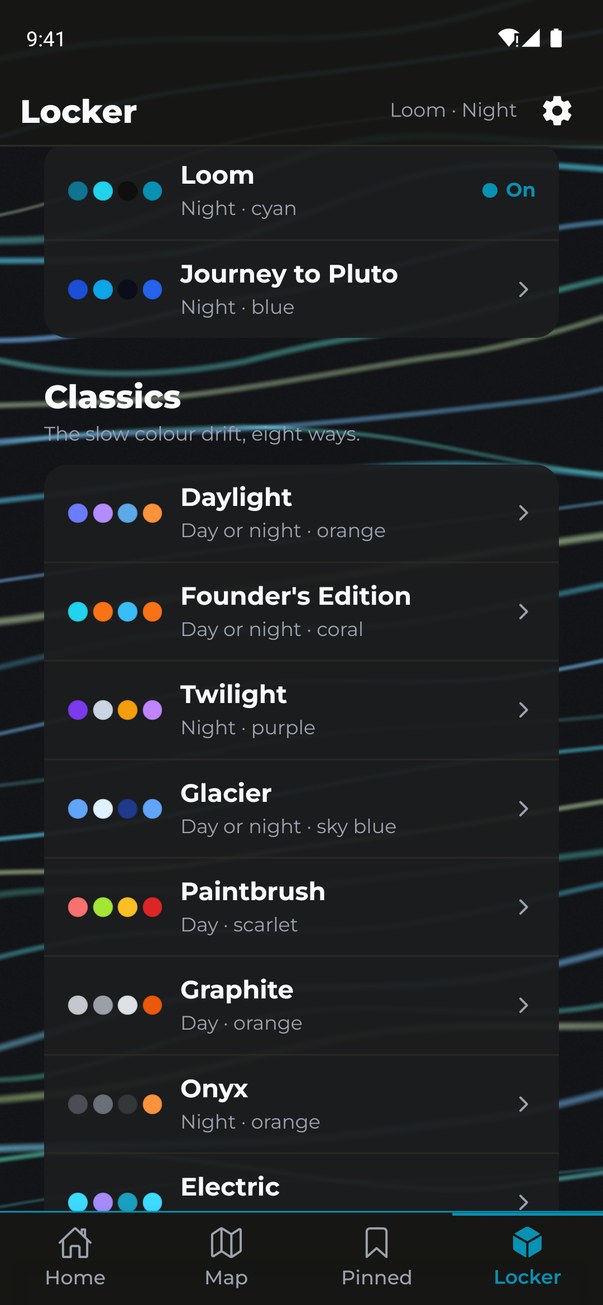 9:41
Locker
Loom · Night
Loom
Night · cyan
On
Journey to Pluto
Night · blue
Classics
The slow colour drift, eight ways.
Daylight
Day or night · orange
Founder's Edition
Day or night · coral
Twilight
Night · purple
Glacier
Day or night · sky blue
Paintbrush
Day · scarlet
Graphite
Day · orange
Onyx
Night · orange
Electric
Home
Map
Pinned
Locker